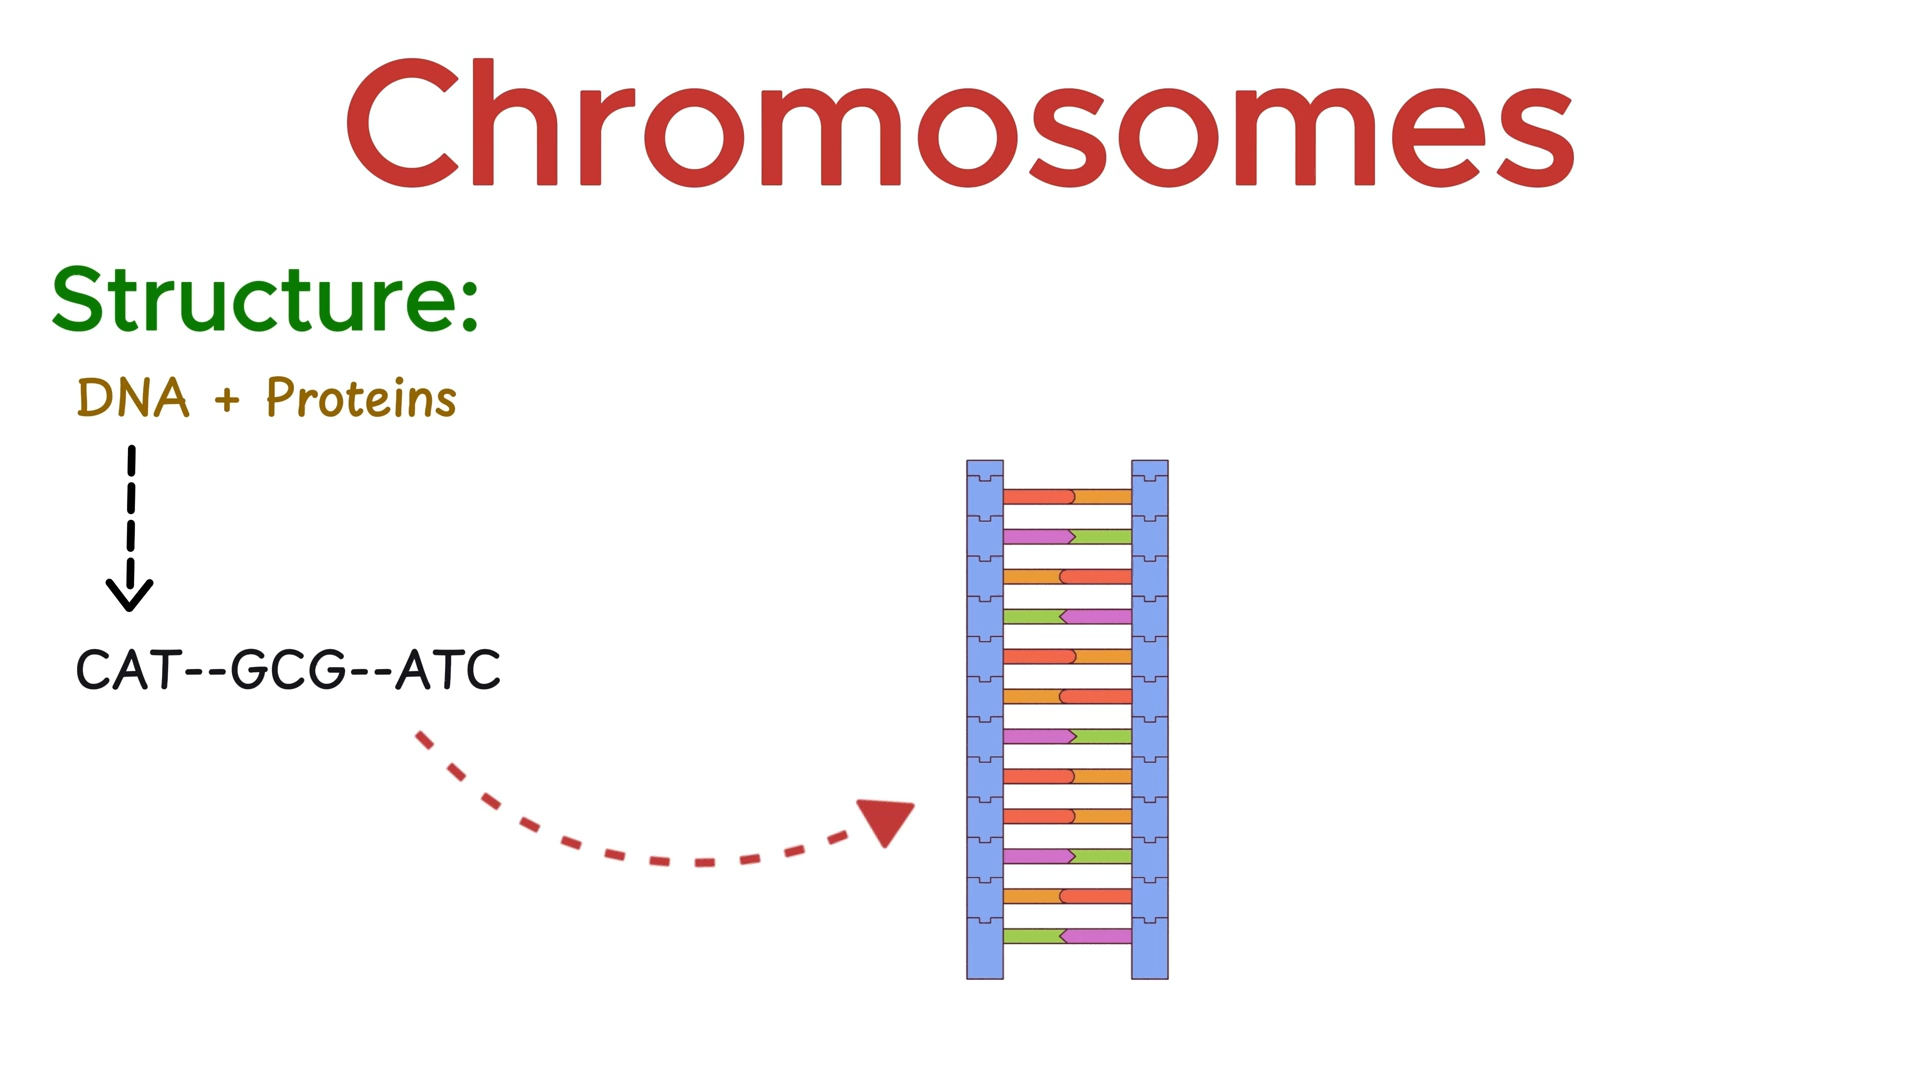 Chromosomes
Structure:
DNA + Proteins
CAT--GCG--ATC